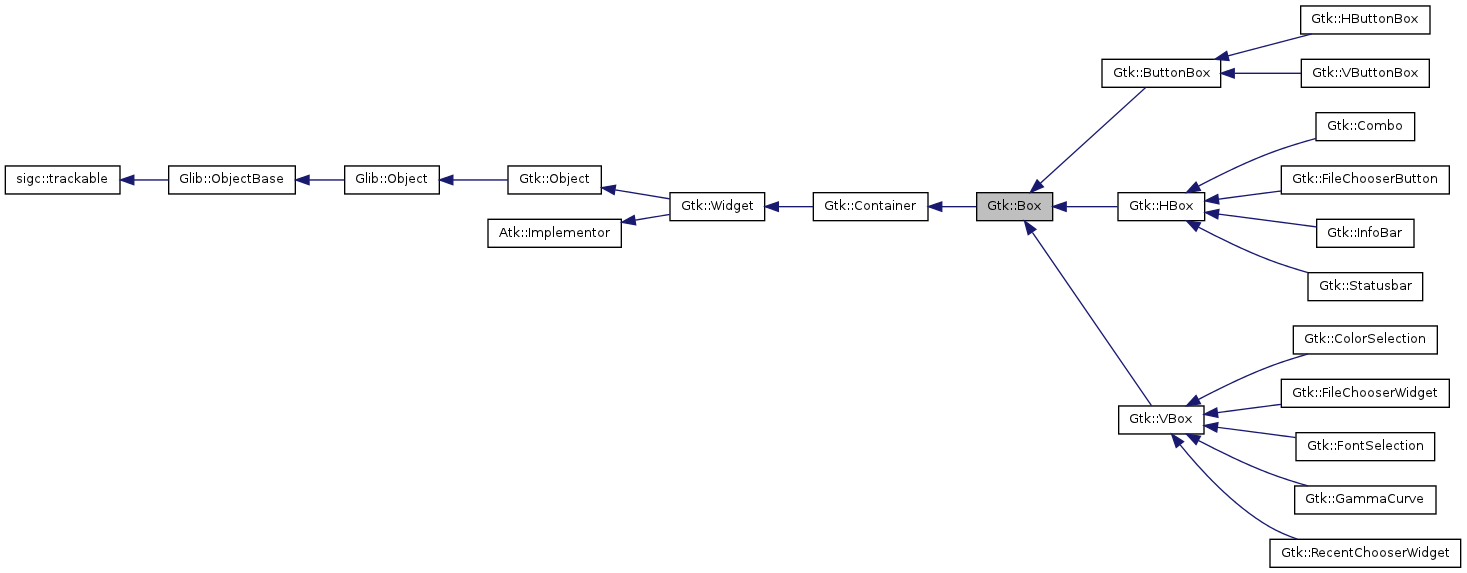 Gtk::HButtonBox
Gtk::ButtonBox
Gtk::VButtonBox
Gtk::Combo
sigc::trackable
Glib::ObjectBase
Glib::Object
Gtk::Object
Gtk::FileChooserButton
Gtk::Widget
Gtk::Container
Gtk::Box
Gtk::HBox
Atk::Implementor
Gtk::InfoBar
Gtk::Statusbar
Gtk::ColorSelection
Gtk::FileChooserWidget
Gtk::VBox
Gtk::FontSelection
Gtk::GammaCurve
Gtk::RecentChooserWidget